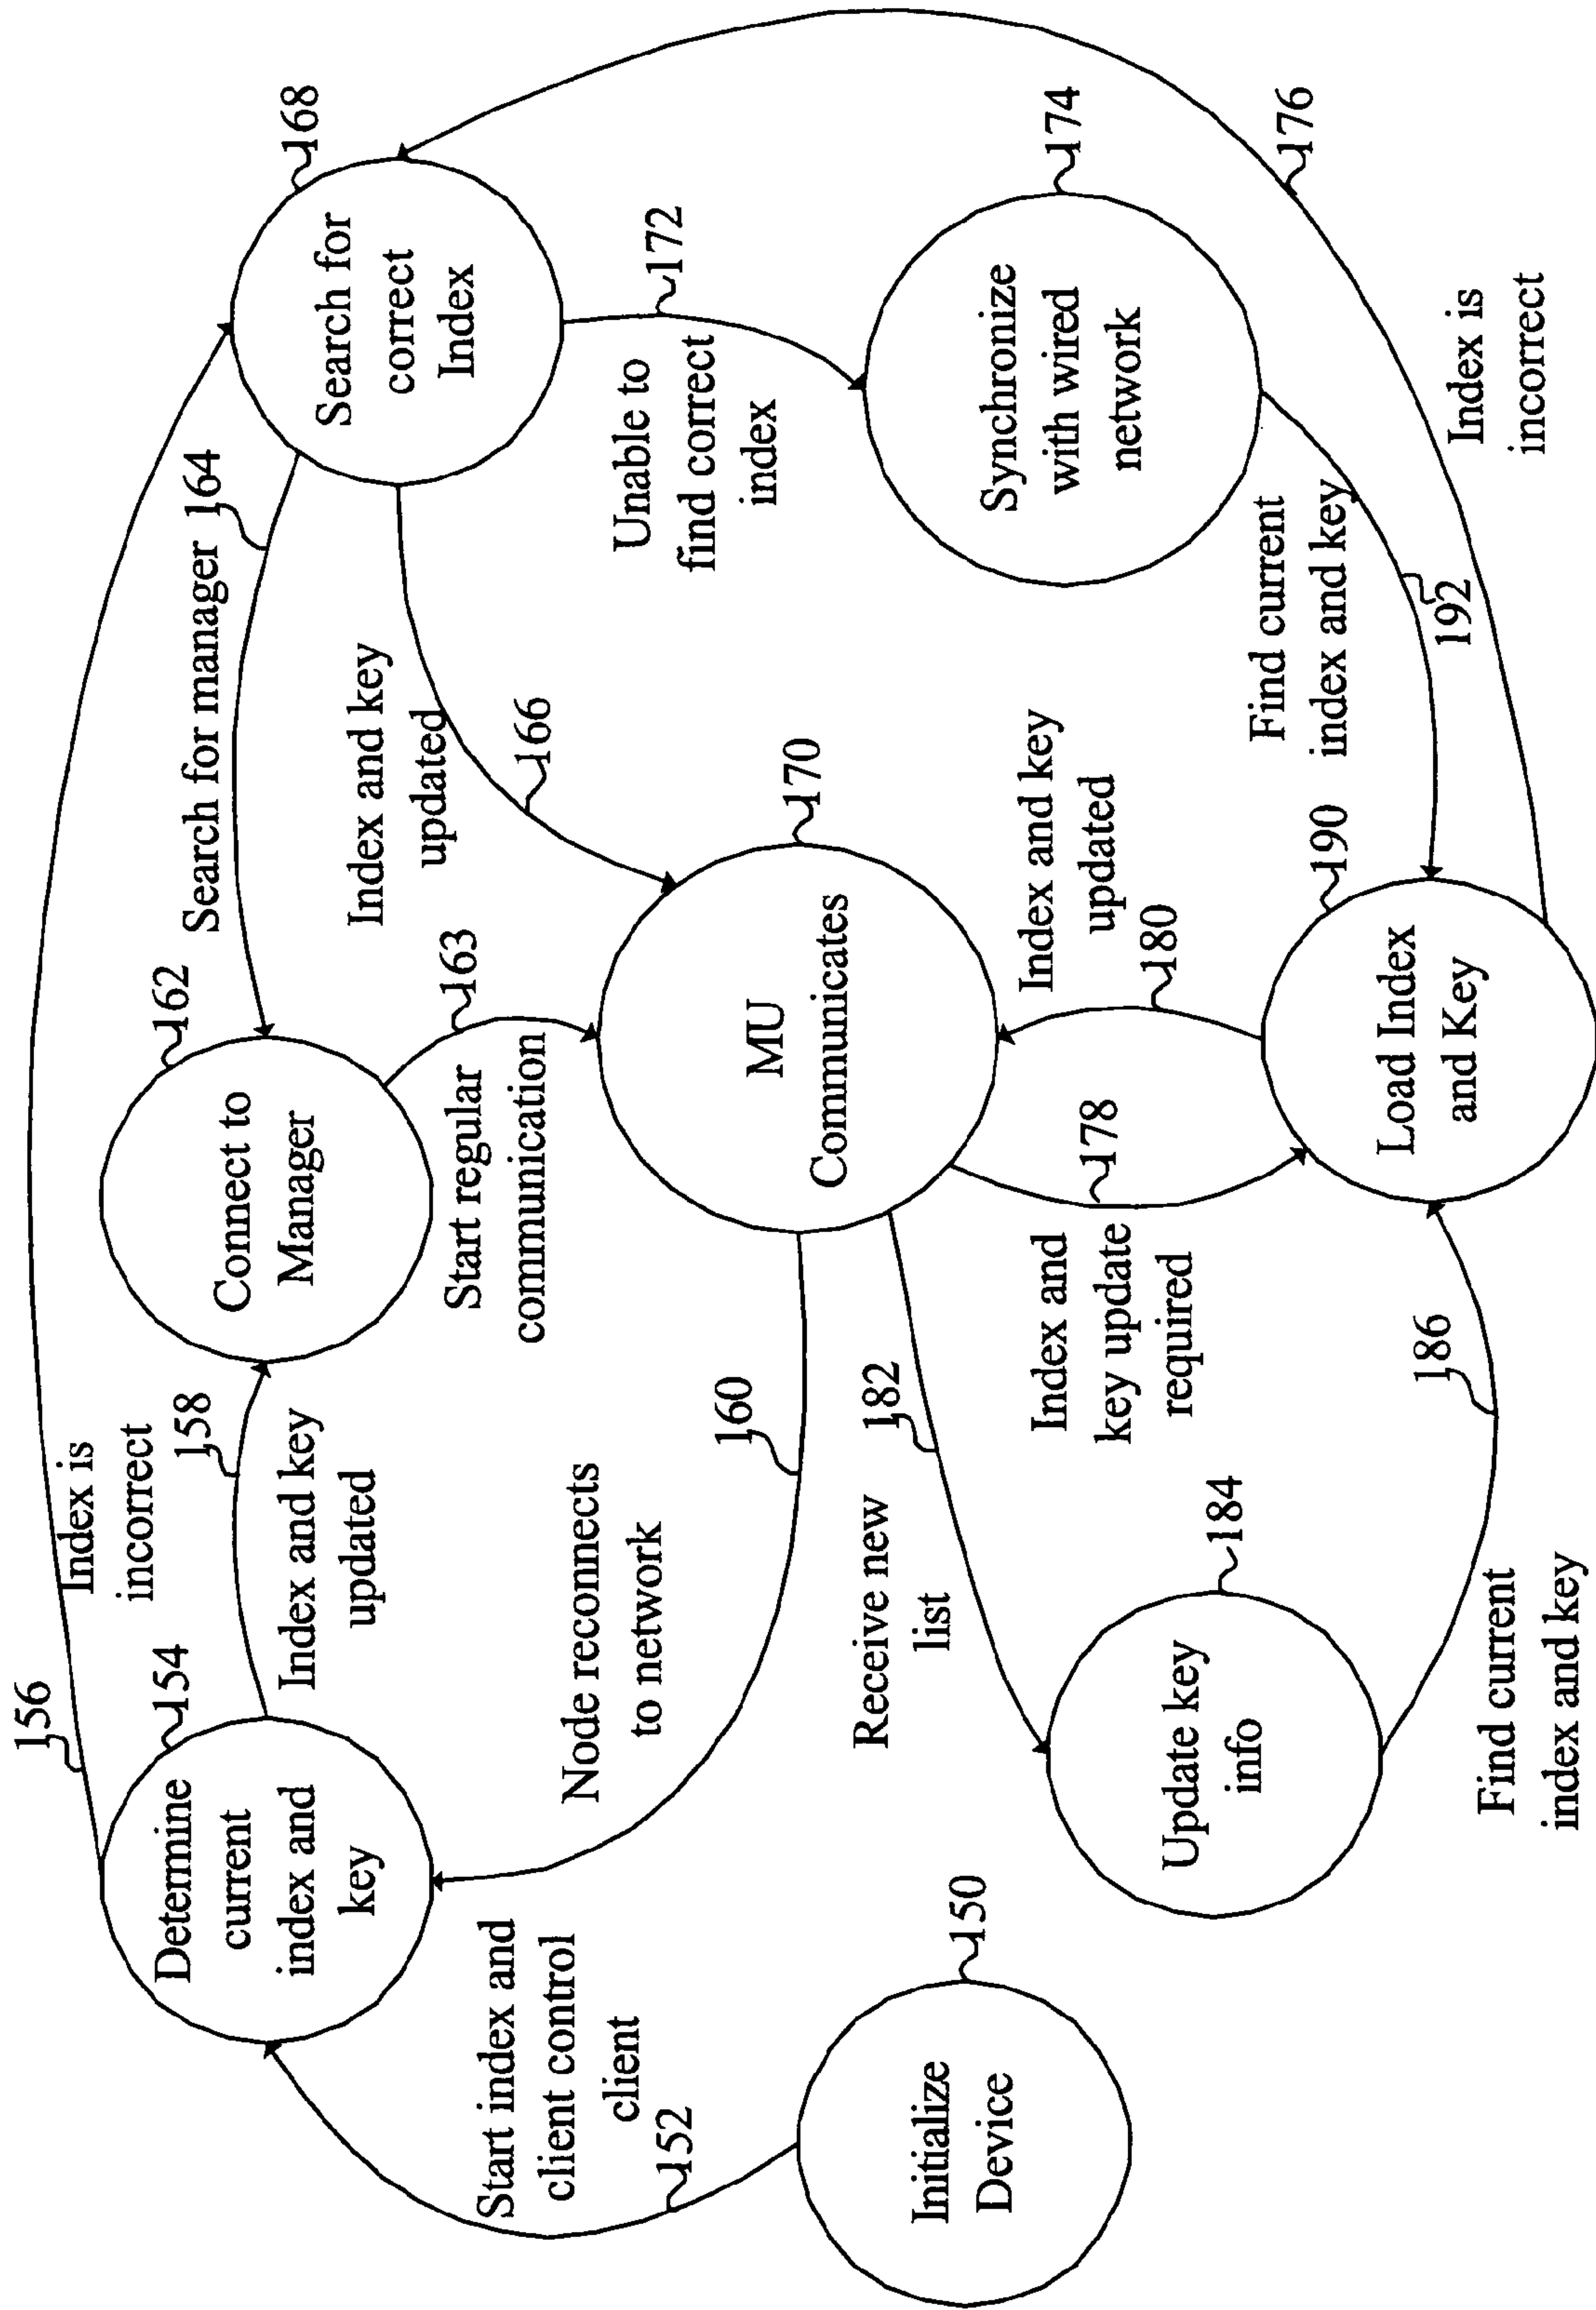 156
Index is
incorrect
154
Determine
current
index and
key
158
Index and key
updated
162
Connect to
Manager
Search for manager
164
168
Search for
correct
Index
Start index and
client control
client
152
Node reconnects
to network
160
Start regular
communication
163
Index and key
updated
166
Unable to
find correct
index
172
Initialize
Device
150
Receive new
list
182
MU
Communicates
170
Synchronize
with wired
network
174
Update key
info
184
Index and
key update
required
178
Index and key
updated
180
Find current
index and key
192
176
Find current
index and key
186
Load Index
and Key
190
Index is
incorrect